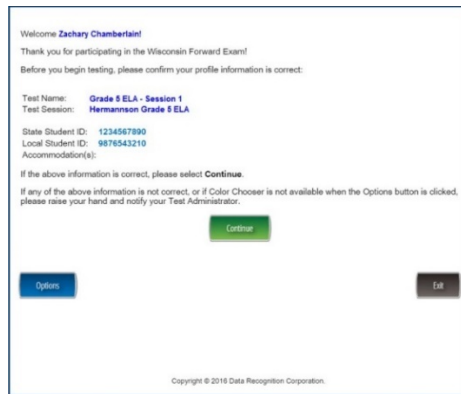 Welcome Zachary Chamberlain!
Thank you for participating in the Wisconsin Forward Exam!
Before you begin testing, please confirm your profile information is correct:
Test Name: Grade 5 ELA - Session 1
Test Session: Hermannson Grade 5 ELA
State Student ID: 1234567890
Local Student ID: 9876543210
Accommodation(s):
If the above information is correct, please select Continue.
If any of the above information is not correct, or if Color Chooser is not available when the Options button is clicked,
please raise your hand and notify your Test Administrator.
Continue
Options Exit
Copyright © 2016 Data Recognition Corporation.